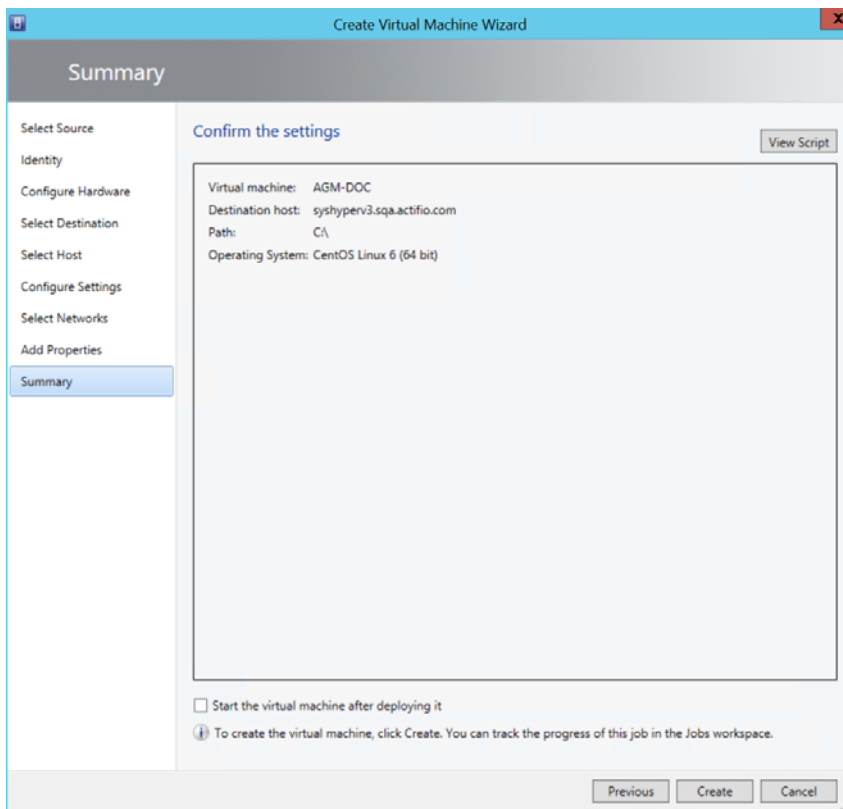 Create Virtual Machine Wizard
X
Summary
Select Source
Identity
Configure Hardware
Select Destination
Select Host
Configure Settings
Select Networks
Add Properties
Summary
Confirm the settings
View Script
Virtual machine: AGM-DOC
Destination host: syshyperv3.sqa.actifio.com
Path: C:\
Operating System: CentOS Linux 6 (64 bit)
Start the virtual machine after deploying it
To create the virtual machine, click Create. You can track the progress of this job in the Jobs workspace.
Previous Create Cancel